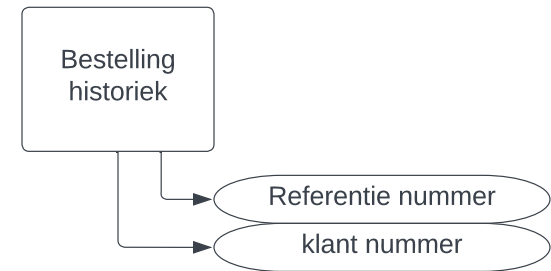 Bestelling
historiek
Referentie nummer
klant nummer